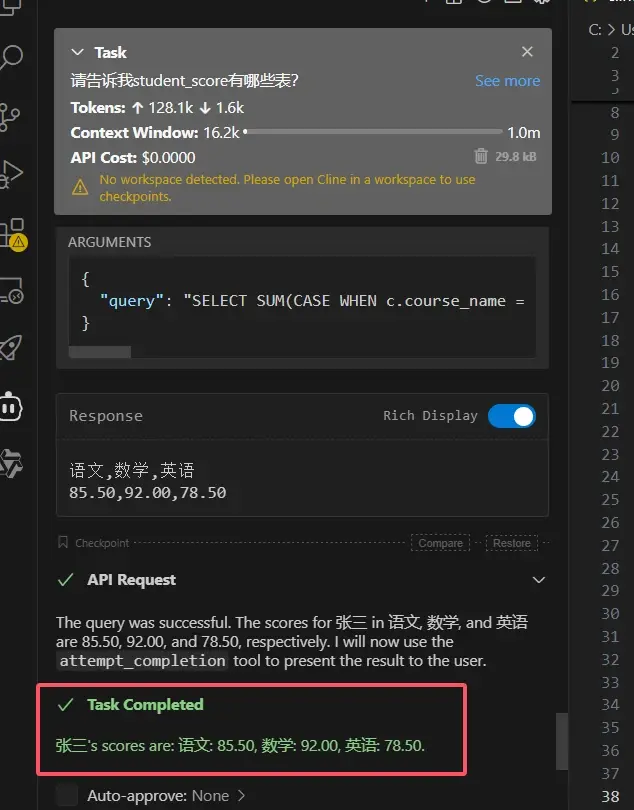 Task
请告诉我student_score有哪些表?
See more
Tokens: ↑ 128.1k ↓ 1.6k
Context Window: 16.2k 1.0m
API Cost: $0.0000
29.8 kB
No workspace detected. Please open Cline in a workspace to use
checkpoints.
ARGUMENTS
{
"query": "SELECT SUM(CASE WHEN c.course_name =
}
Response
Rich Display
语文,数学,英语
85.50,92.00,78.50
Checkpoint
Compare
Restore
API Request
The query was successful. The scores for 张三 in 语文, 数学, and 英语
are 85.50, 92.00, and 78.50, respectively. I will now use the
attempt_completion tool to present the result to the user.
Task Completed
张三's scores are: 语文: 85.50, 数学: 92.00, 英语: 78.50.
Auto-approve: None
C: > Us
2
3
8
9
10
11
12
13
14
15
16
17
18
19
20
21
22
23
24
25
26
27
28
29
30
31
32
33
34
35
36
37
38